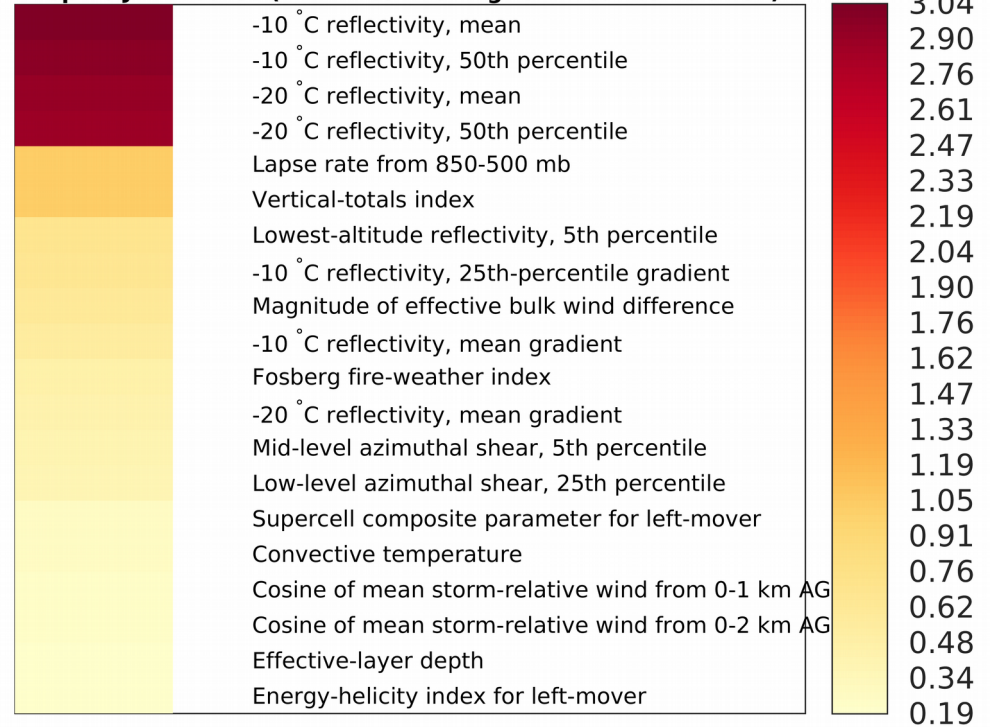 -10 °C reflectivity, mean
-10 °C reflectivity, 50th percentile
-20 °C reflectivity, mean
-20 °C reflectivity, 50th percentile
Lapse rate from 850-500 mb
Vertical-totals index
Lowest-altitude reflectivity, 5th percentile
-10 °C reflectivity, 25th-percentile gradient
Magnitude of effective bulk wind difference
-10 °C reflectivity, mean gradient
Fosberg fire-weather index
-20 °C reflectivity, mean gradient
Mid-level azimuthal shear, 5th percentile
Low-level azimuthal shear, 25th percentile
Supercell composite parameter for left-mover
Convective temperature
Cosine of mean storm-relative wind from 0-1 km AG
Cosine of mean storm-relative wind from 0-2 km AG
Effective-layer depth
Energy-helicity index for left-mover
3.04
2.90
2.76
2.61
2.47
2.33
2.19
2.04
1.90
1.76
1.62
1.47
1.33
1.19
1.05
0.91
0.76
0.62
0.48
0.34
0.19